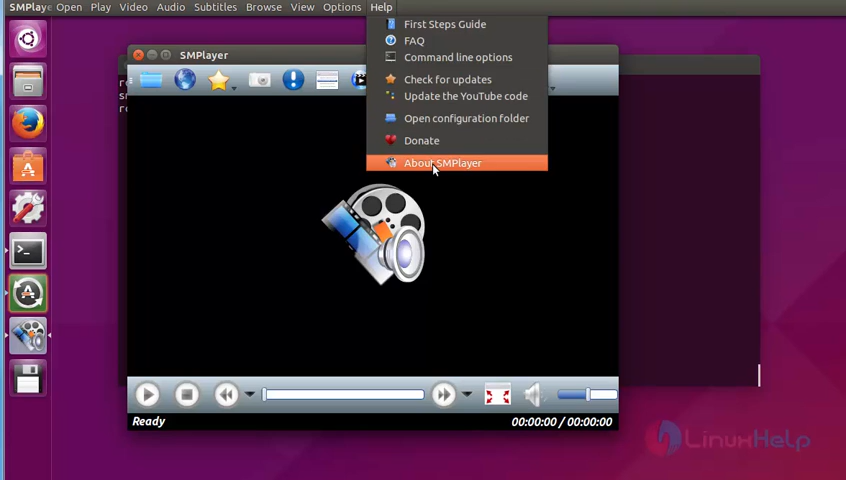 SMPlaye Open Play Video Audio Subtitles Browse View Options Help
First Steps Guide
FAQ
Command line options
Check for updates
Update the YouTube code
Open configuration folder
Donate
About SMPlayer
SMPlayer
Ready 00:00:00 / 00:00:00
LinuxHelp